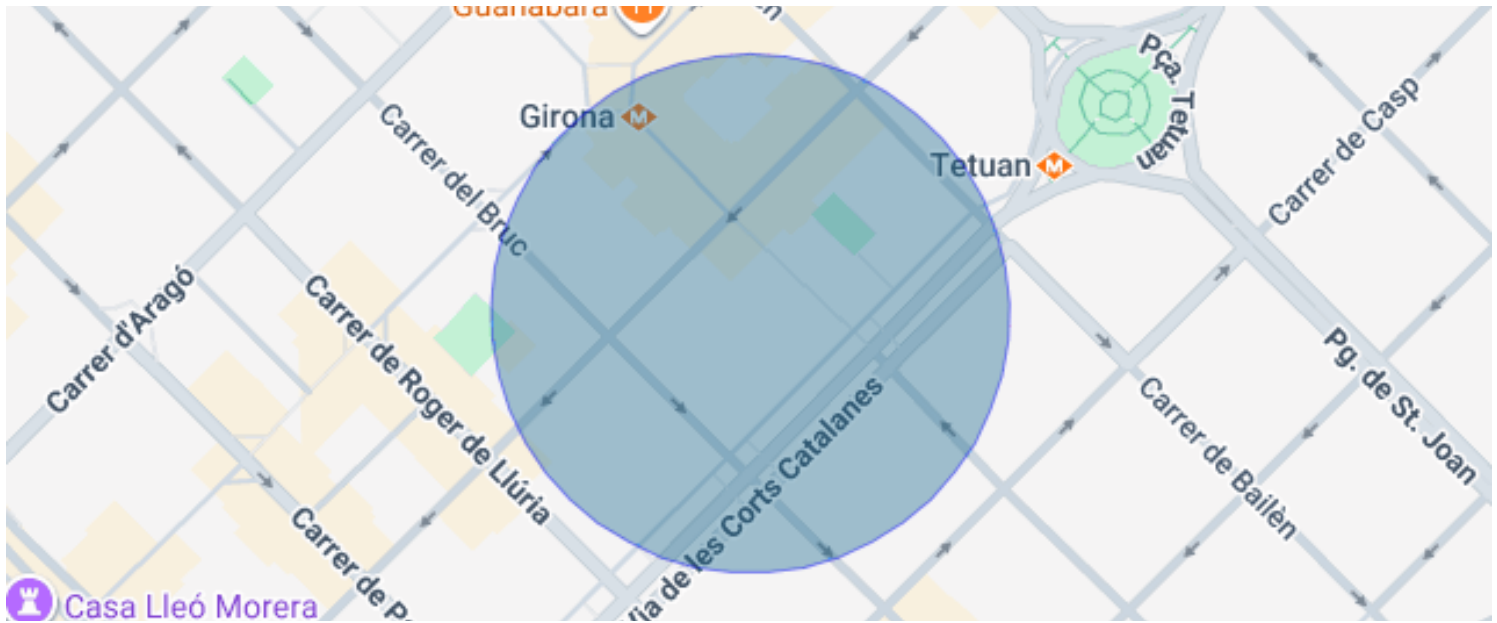 Guanabara
Girona
Tetuan
Pça. Tetuan
Carrer de Casp
Carrer del Bruc
Carrer d'Aragó
Carrer de Roger de Llúria
Pg. de St. Joan
Carrer de Bailèn
Via de les Corts Catalanes
Carrer de P
Casa Lleó Morera